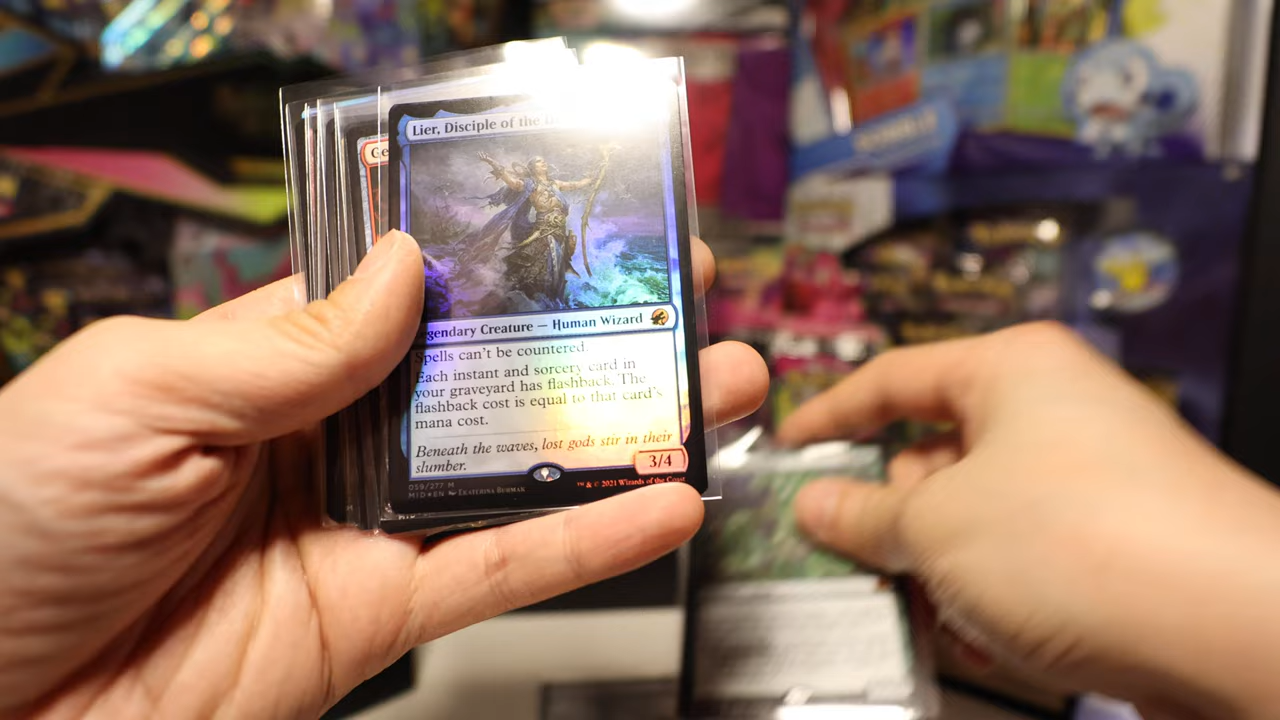 Lier, Disciple of the
Ce
Legendary Creature — Human Wizard
Spells can't be countered.
Each instant and sorcery card in
your graveyard has flashback. The
flashback cost is equal to that card's
mana cost.
Beneath the waves, lost gods stir in their
slumber.
3/4
059/277 M
MID • EN Ekaterina Burmak
™ & © 2021 Wizards of the Coast